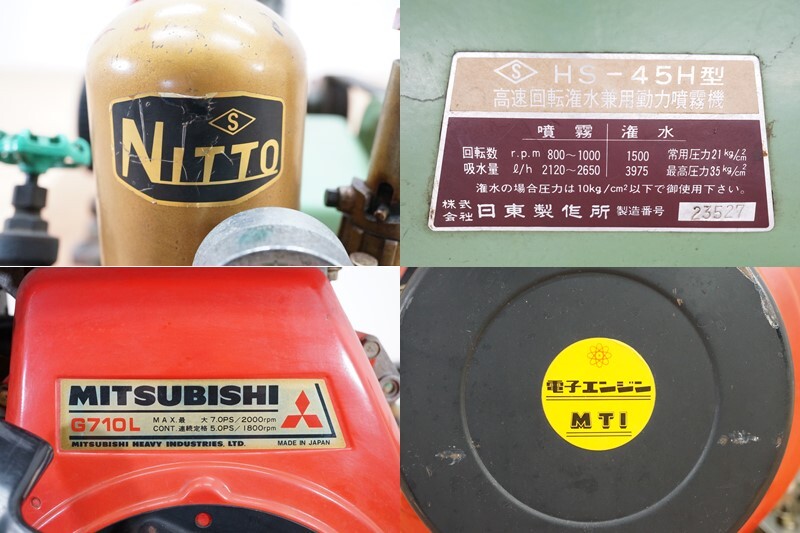 S
NITTO
S HS-45H型
高速回転潅水兼用動力噴霧機
噴霧 潅水
回転数 r.p.m 800～1000 1500 常用圧力21kg/cm²
吸水量 ℓ/h 2120～2650 3975 最高圧力35kg/cm²
潅水の場合圧力は10kg/cm²以下で御使用下さい。
株式会社 日東製作所 製造番号 23527
MITSUBISHI
G710L MAX.最 大 7.0PS/2000rpm
CONT.連続定格 5.0PS/1800rpm
MITSUBISHI HEAVY INDUSTRIES, LTD. MADE IN JAPAN
電子エンジン
MTI